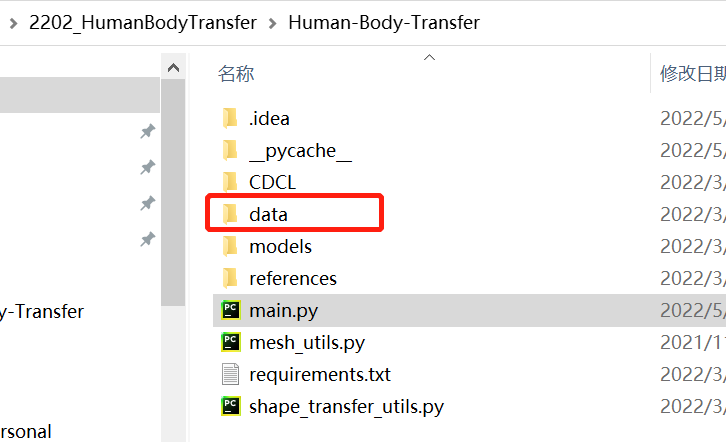 2202_HumanBodyTransfer > Human-Body-Transfer
名称 修改日期
.idea 2022/5/
__pycache__ 2022/5/
CDCL 2022/3/
data 2022/3/
models 2022/3/
references 2022/3/
y-Transfer main.py 2022/5/
mesh_utils.py 2021/11
requirements.txt 2022/3/
ersonal shape_transfer_utils.py 2022/3/